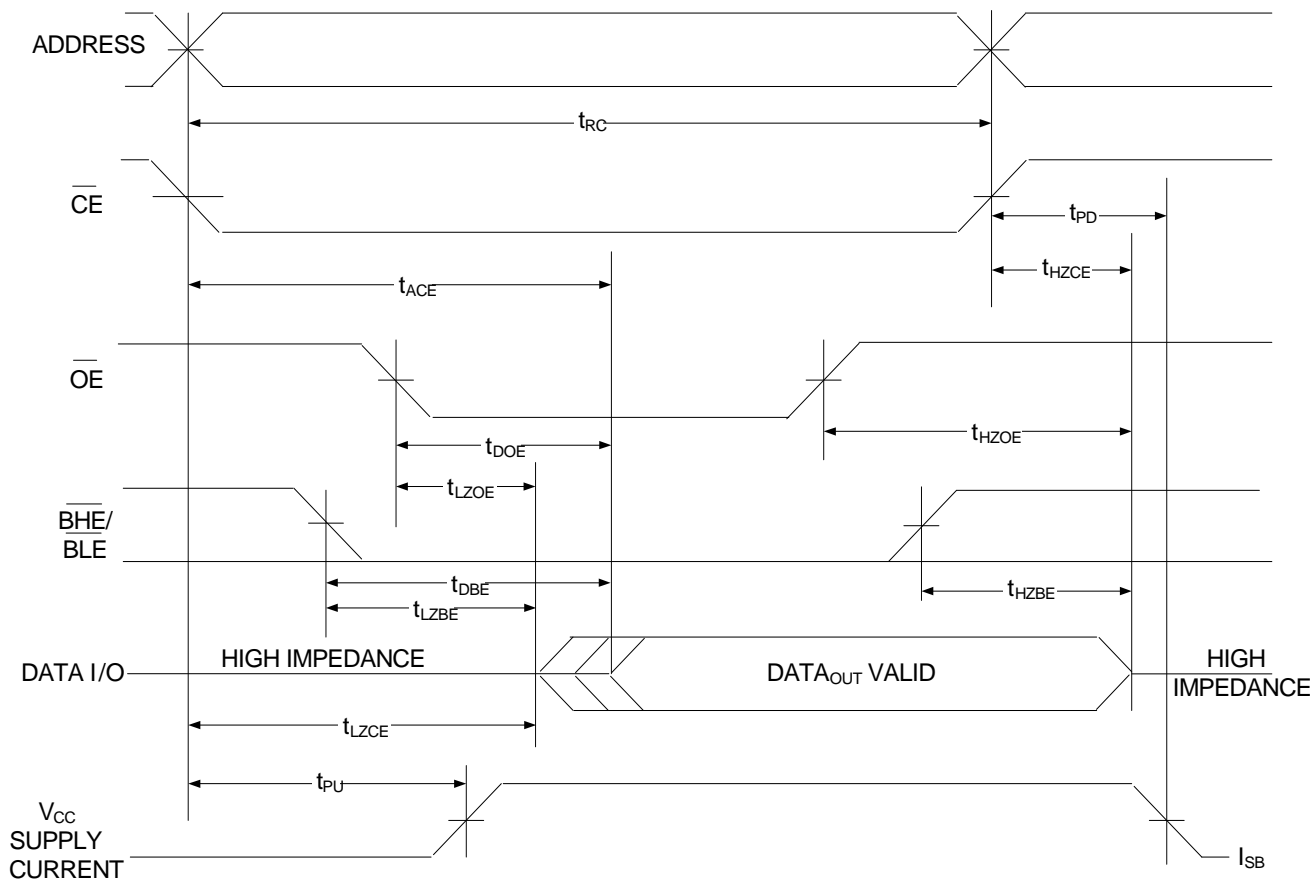 ADDRESS
tRC
CE
tPD
tHZCE
tACE
OE
tDOE
tHZOE
tLZOE
BHE/
BLE
tDBE
tHZBE
tLZBE
DATA I/O
HIGH IMPEDANCE
DATAOUT VALID
HIGH
IMPEDANCE
tLZCE
tPU
VCC
SUPPLY
CURRENT
ISB